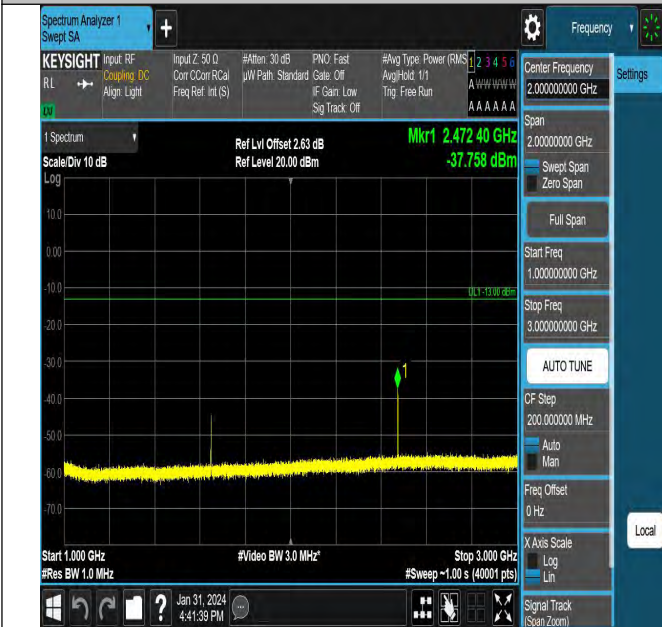 Spectrum Analyzer 1
Swept SA
+
Frequency
KEYSIGHT
RL
Input: RF
Coupling: DC
Align: Light
Input Z: 50 Ω
Corr CCorr RCal
Freq Ref: Int (S)
#Atten: 30 dB
µW Path: Standard
PNO: Fast
Gate: Off
IF Gain: Low
Sig Track: Off
#Avg Type: Power (RMS
Avg|Hold: 1/1
Trig: Free Run
1 2 3 4 5 6
A W W W W W
A A A A A A
1 Spectrum
Scale/Div 10 dB
Log
Ref Lvl Offset 2.63 dB
Ref Level 20.00 dBm
Mkr1 2.472 40 GHz
-37.758 dBm
10.0
0.00
-10.0
-20.0
-30.0
-40.0
-50.0
-60.0
-70.0
UL1 -13.00 dBm
1
Start 1.000 GHz
#Res BW 1.0 MHz
#Video BW 3.0 MHz*
Stop 3.000 GHz
#Sweep ~1.00 s (40001 pts)
Center Frequency
2.00000000 GHz
Settings
Span
2.00000000 GHz
Swept Span
Zero Span
Full Span
Start Freq
1.000000000 GHz
Stop Freq
3.000000000 GHz
AUTO TUNE
CF Step
200.000000 MHz
Auto
Man
Freq Offset
0 Hz
X Axis Scale
Log
Lin
Local
Signal Track
(Span Zoom)
?
Jan 31, 2024
4:41:39 PM